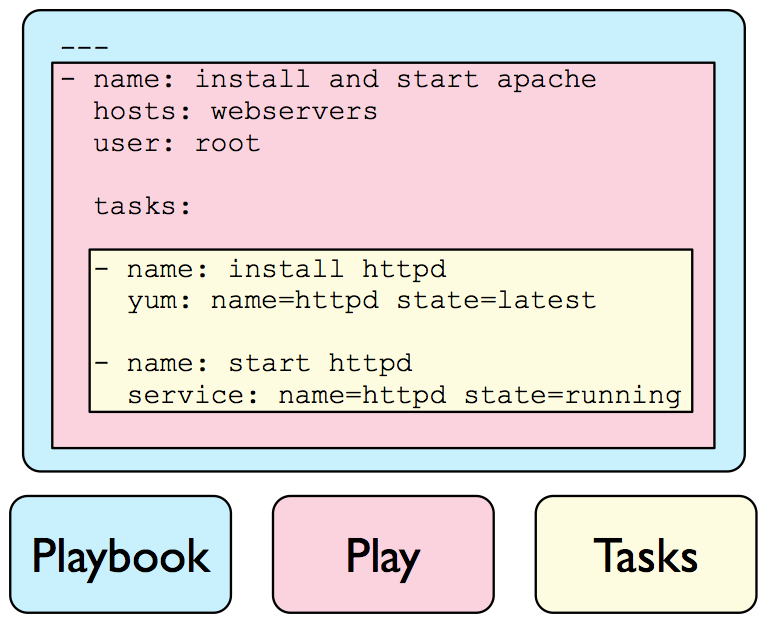 ---
- name: install and start apache
  hosts: webservers
  user: root
  tasks:
  - name: install httpd
    yum: name=httpd state=latest
  - name: start httpd
    service: name=httpd state=running
Playbook
Play
Tasks